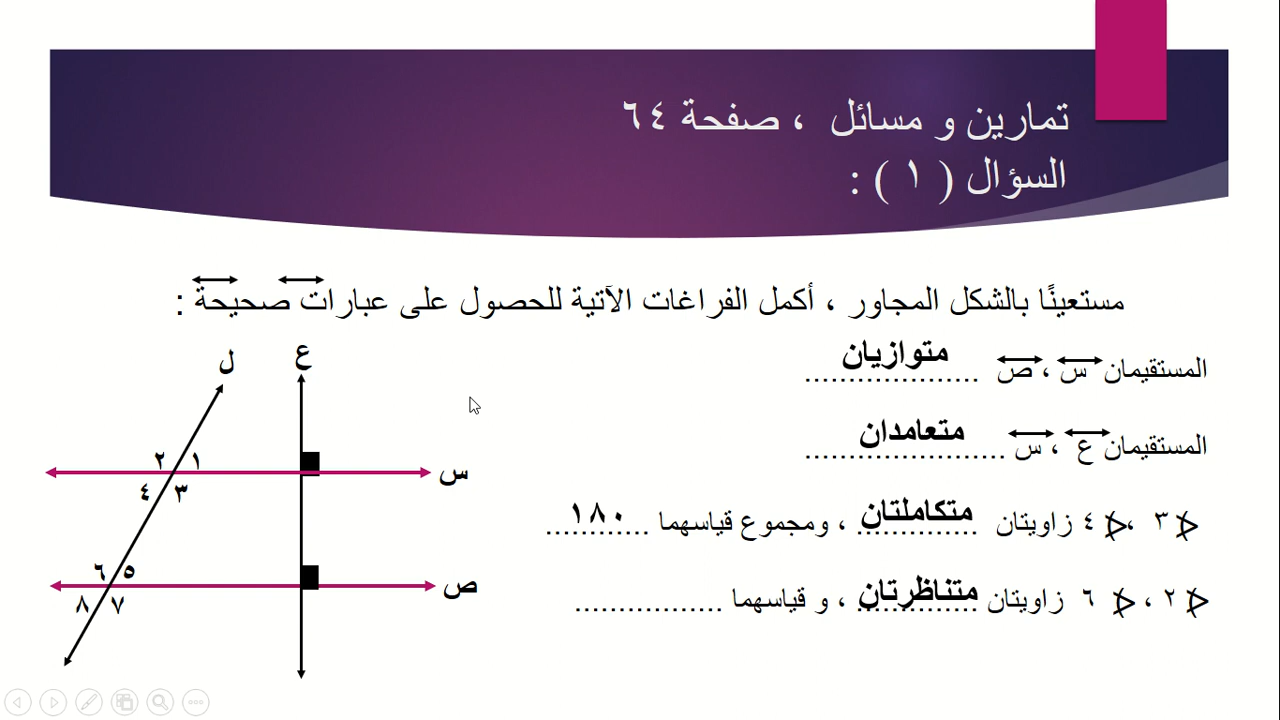 تمارين و مسائل ، صفحة ٦٤
السؤال ( ١ ) :
مستعينًا بالشكل المجاور ، أكمل الفراغات الآتية للحصول على عبارات صحيحة :
المستقيمان س ، ص متوازيان ....................
المستقيمان ع ، س متعامدان .......................
∢ ٣ ، ∢ ٤ زاويتان متكاملتان .............. ، ومجموع قياسهما ١٨٠ ............
∢ ٢ ، ∢ ٦ زاويتان متناظرتان .............. ، و قياسهما .................
ل
ع
٢ ١
س
٤ ٣
٦ ٥
ص
٨ ٧